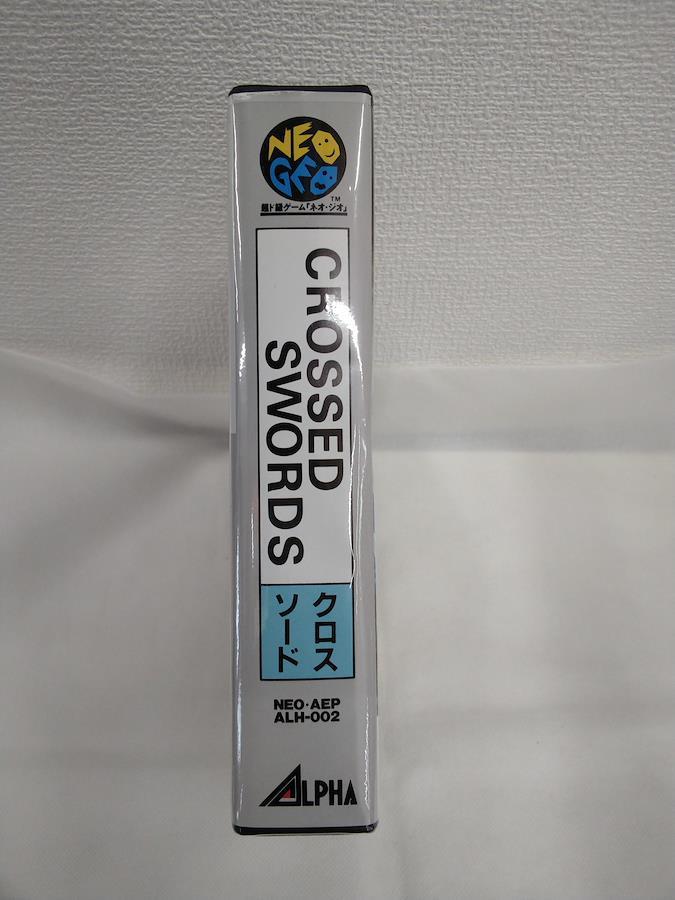 NEO
GEO
TM
超ド級ゲーム「ネオ・ジオ」
CROSSED
SWORDS
クロス
ソード
NEO·AEP
ALH-002
ALPHA